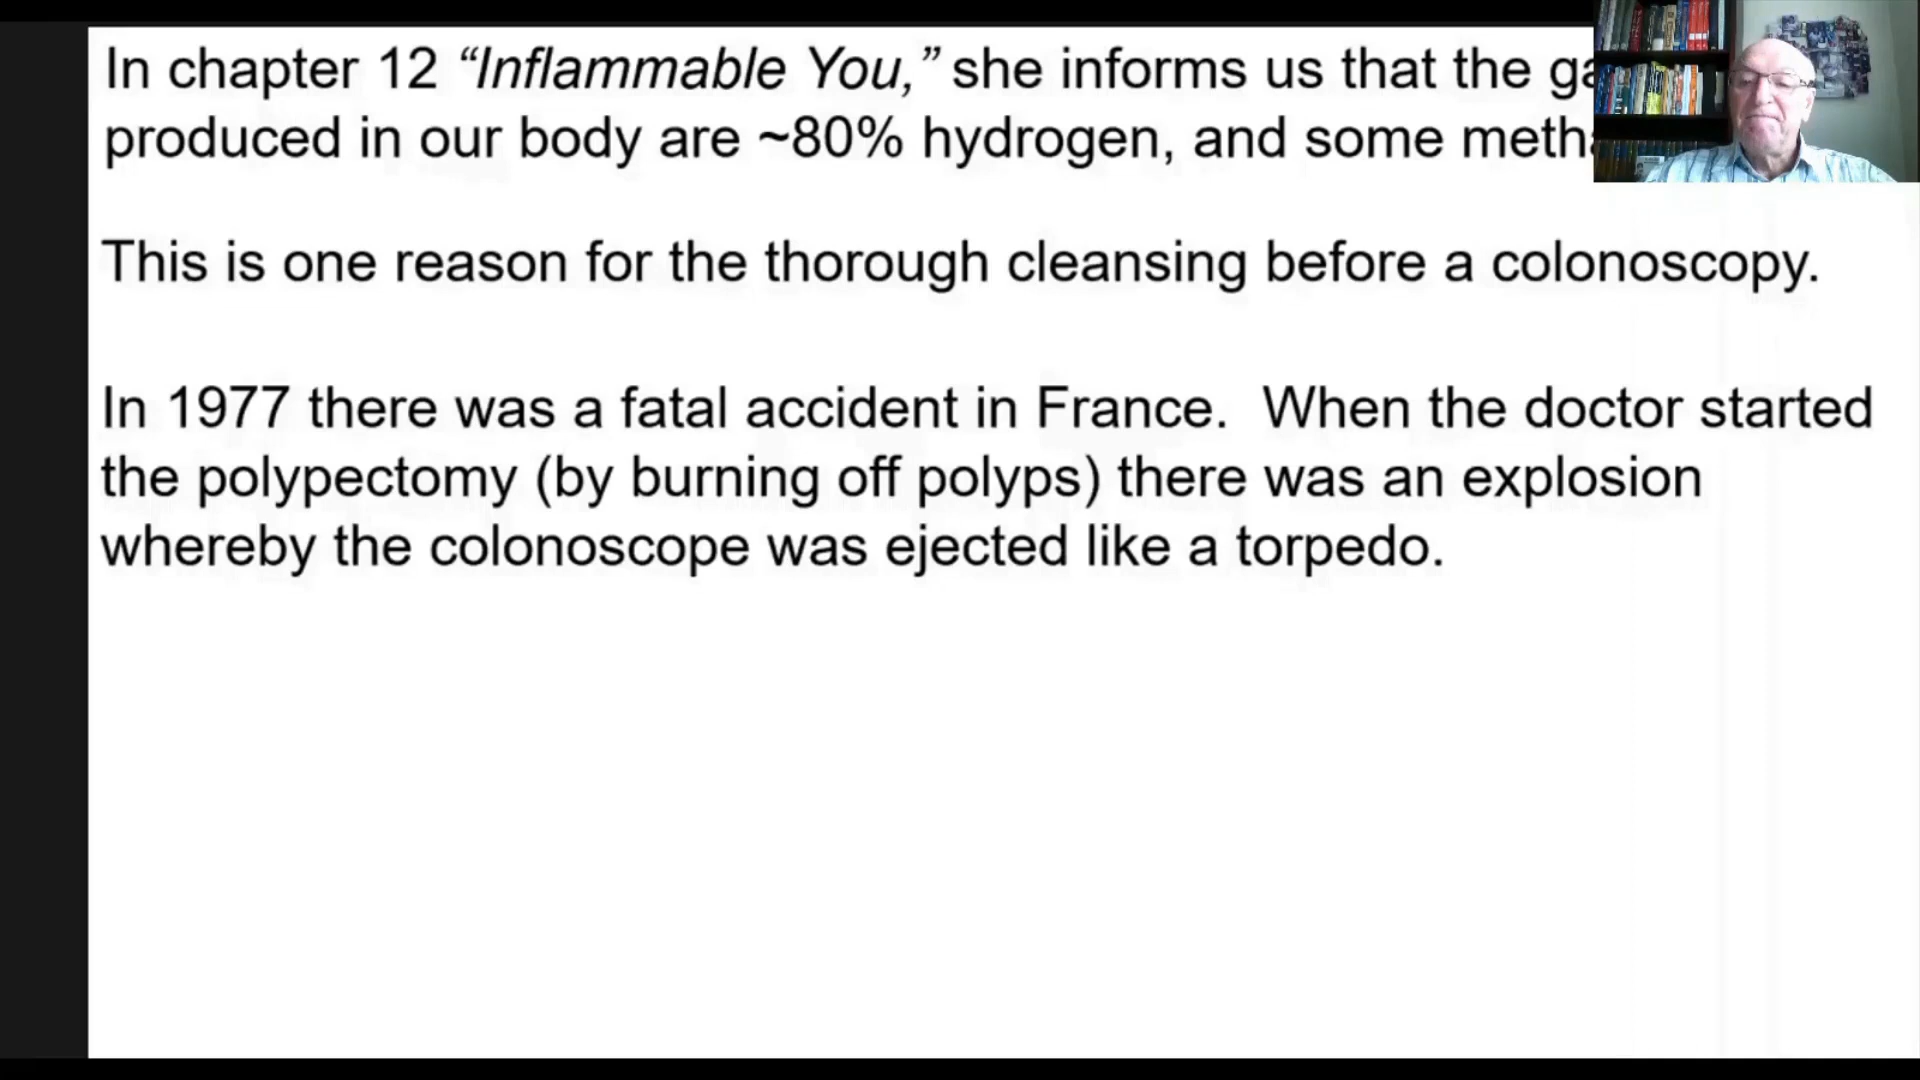 In chapter 12 “Inflammable You,” she informs us that the
produced in our body are ~80% hydrogen, and some
This is one reason for the thorough cleansing before a colonoscopy.
In 1977 there was a fatal accident in France. When the doctor started
the polypectomy (by burning off polyps) there was an explosion
whereby the colonoscope was ejected like a torpedo.